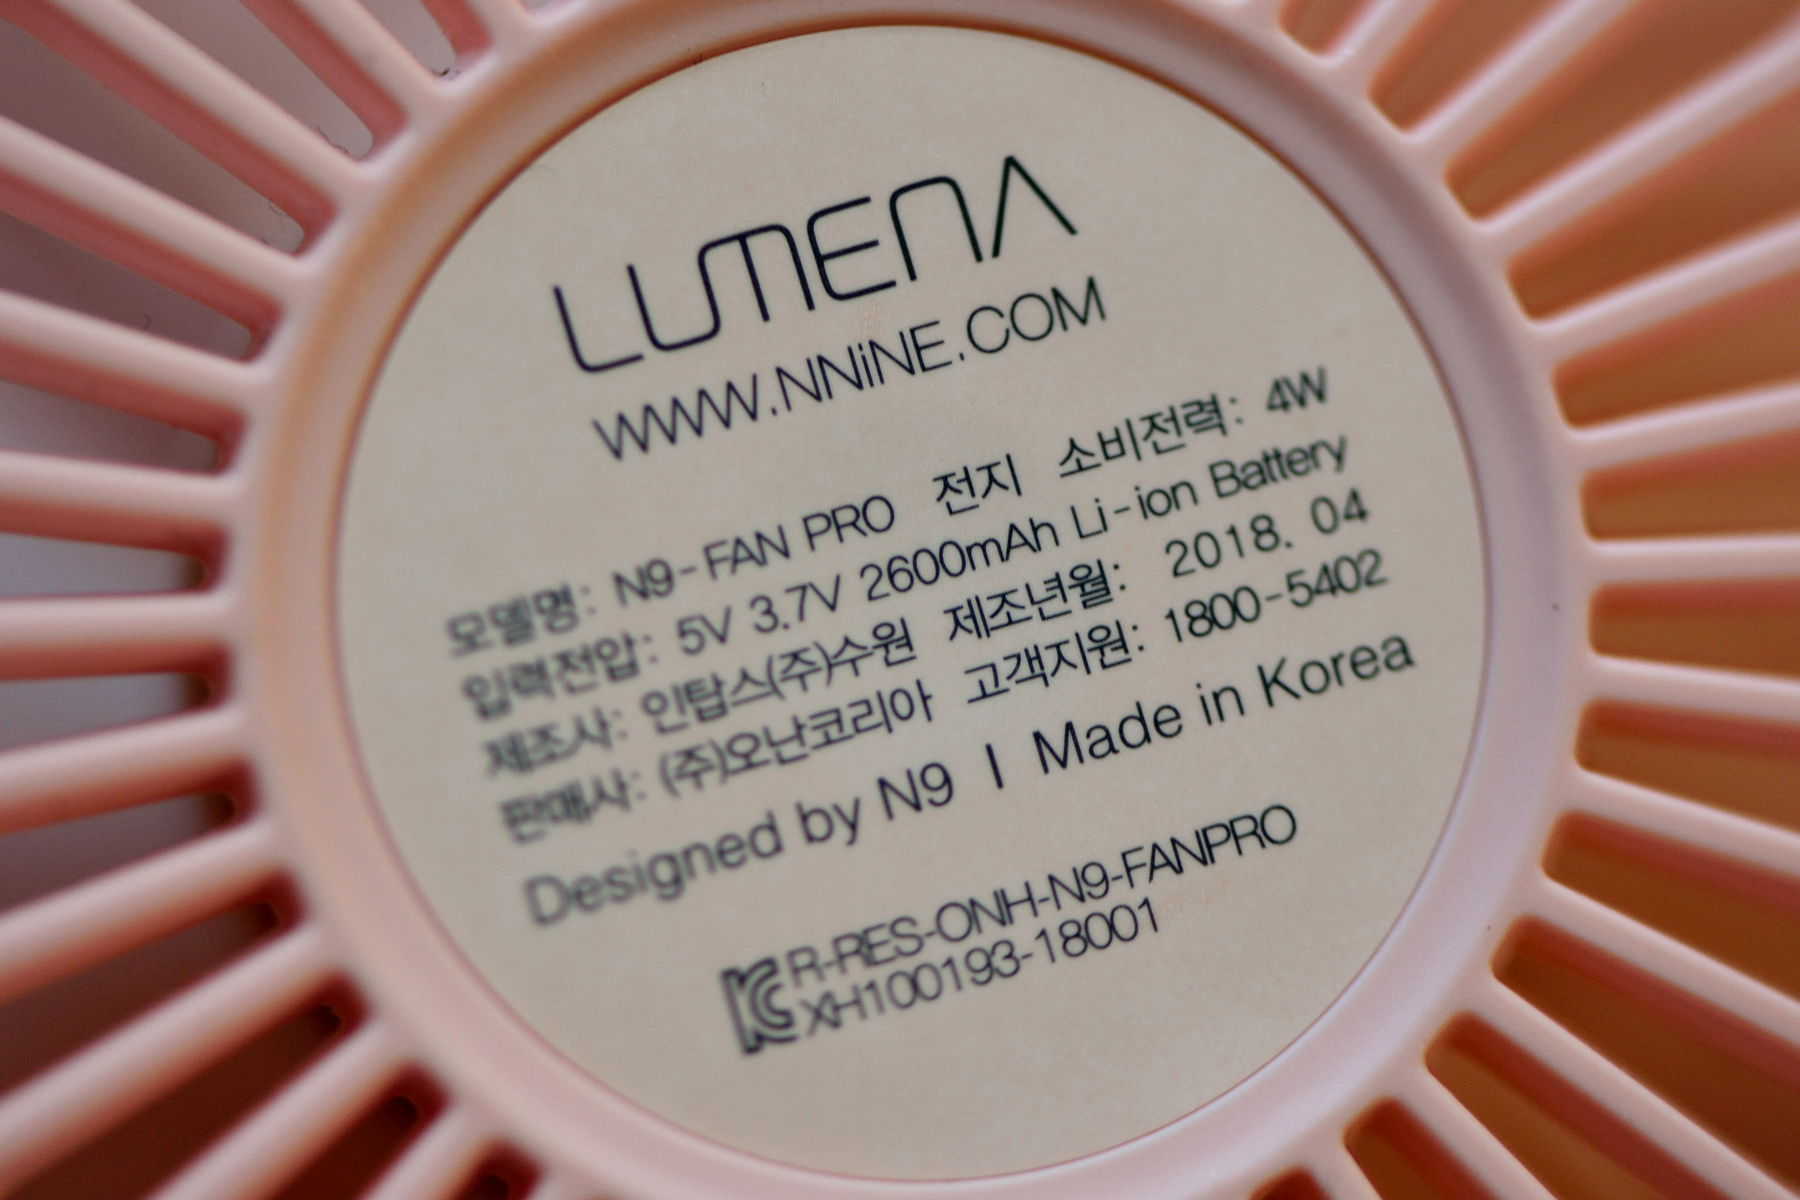 LUMENA
WWW.NNiNE.COM
모델명: N9-FAN PRO 전지 소비전력: 4W
입력전압: 5V 3.7V 2600mAh Li-ion Battery
제조사: 인탑스(주)수원 제조년월: 2018. 04
판매사: (주)오난코리아 고객지원: 1800-5402
Designed by N9 | Made in Korea
R-RES-ONH-N9-FANPRO
XH100193-18001